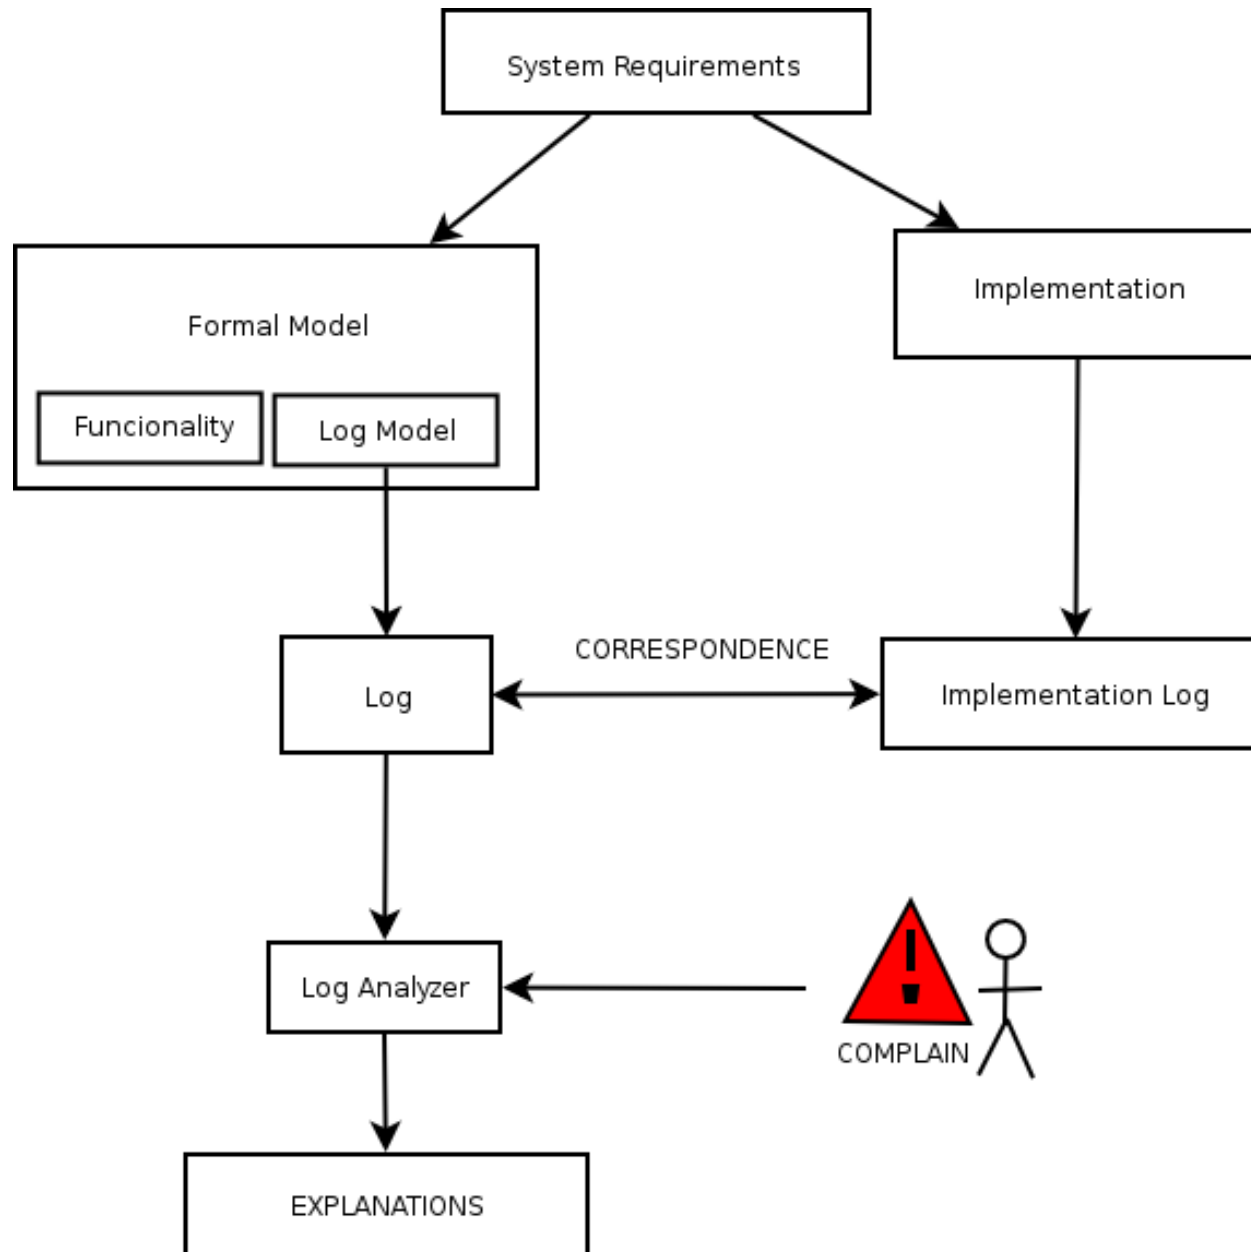 System Requirements
Implementation
Formal Model
Funcionality
Log Model
CORRESPONDENCE
Log
Implementation Log
!
Log Analyzer
COMPLAIN
EXPLANATIONS